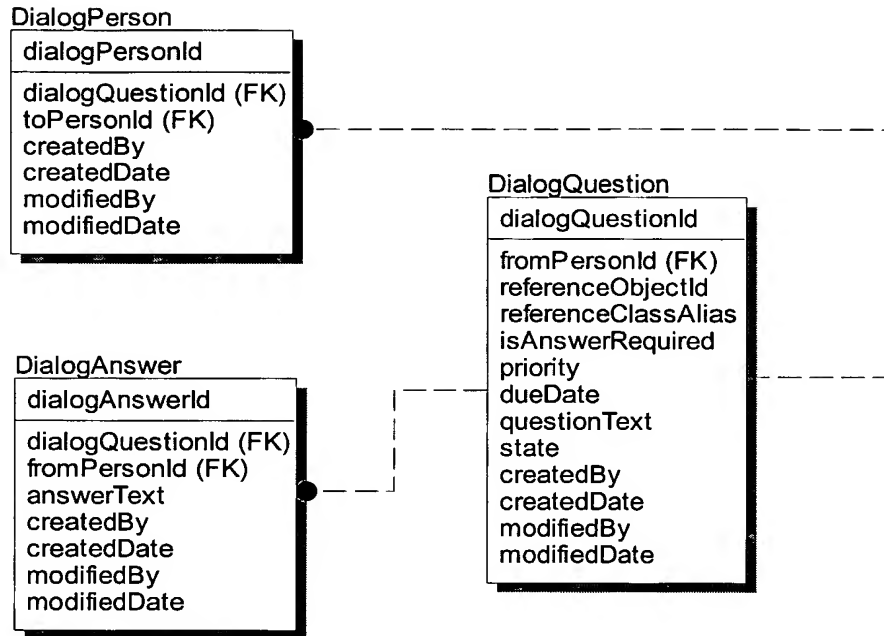 DialogPerson
dialogPersonId
dialogQuestionId (FK)
toPersonId (FK)
createdBy
createdDate
modifiedBy
modifiedDate
DialogQuestion
dialogQuestionId
fromPersonId (FK)
referenceObjectId
referenceClassAlias
isAnswerRequired
priority
dueDate
questionText
state
createdBy
createdDate
modifiedBy
modifiedDate
DialogAnswer
dialogAnswerId
dialogQuestionId (FK)
fromPersonId (FK)
answerText
createdBy
createdDate
modifiedBy
modifiedDate